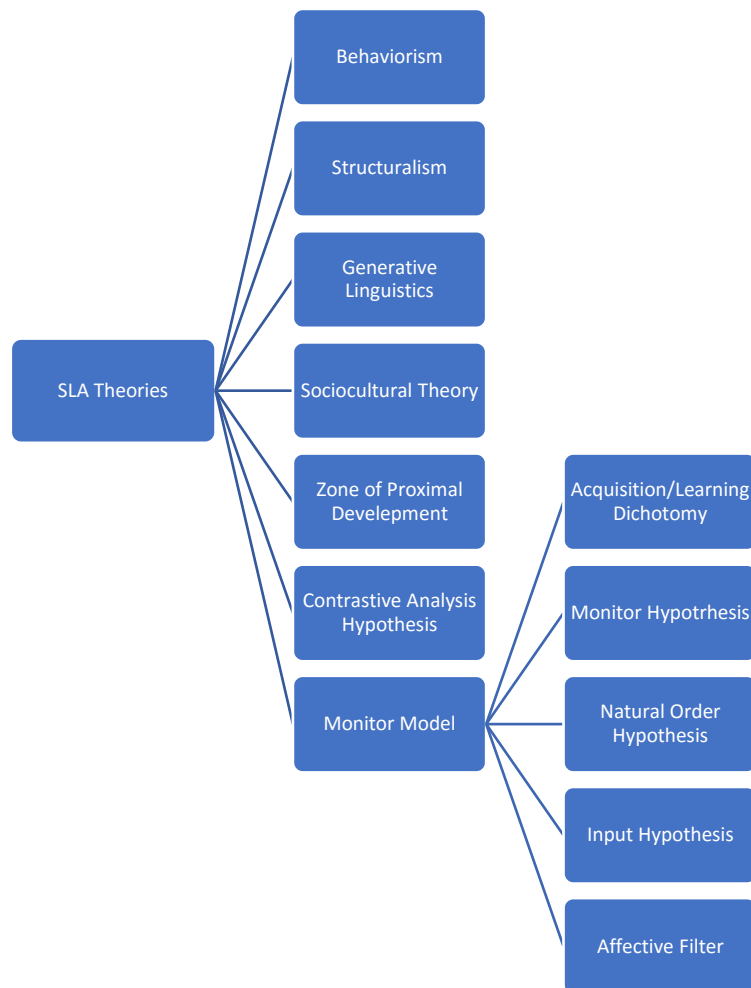 Behaviorism
Structuralism
Generative
Linguistics
SLA Theories
Sociocultural Theory
Zone of Proximal
Develepment
Contrastive Analysis
Hypothesis
Monitor Model
Acquisition/Learning
Dichotomy
Monitor Hypotrhesis
Natural Order
Hypothesis
Input Hypothesis
Affective Filter